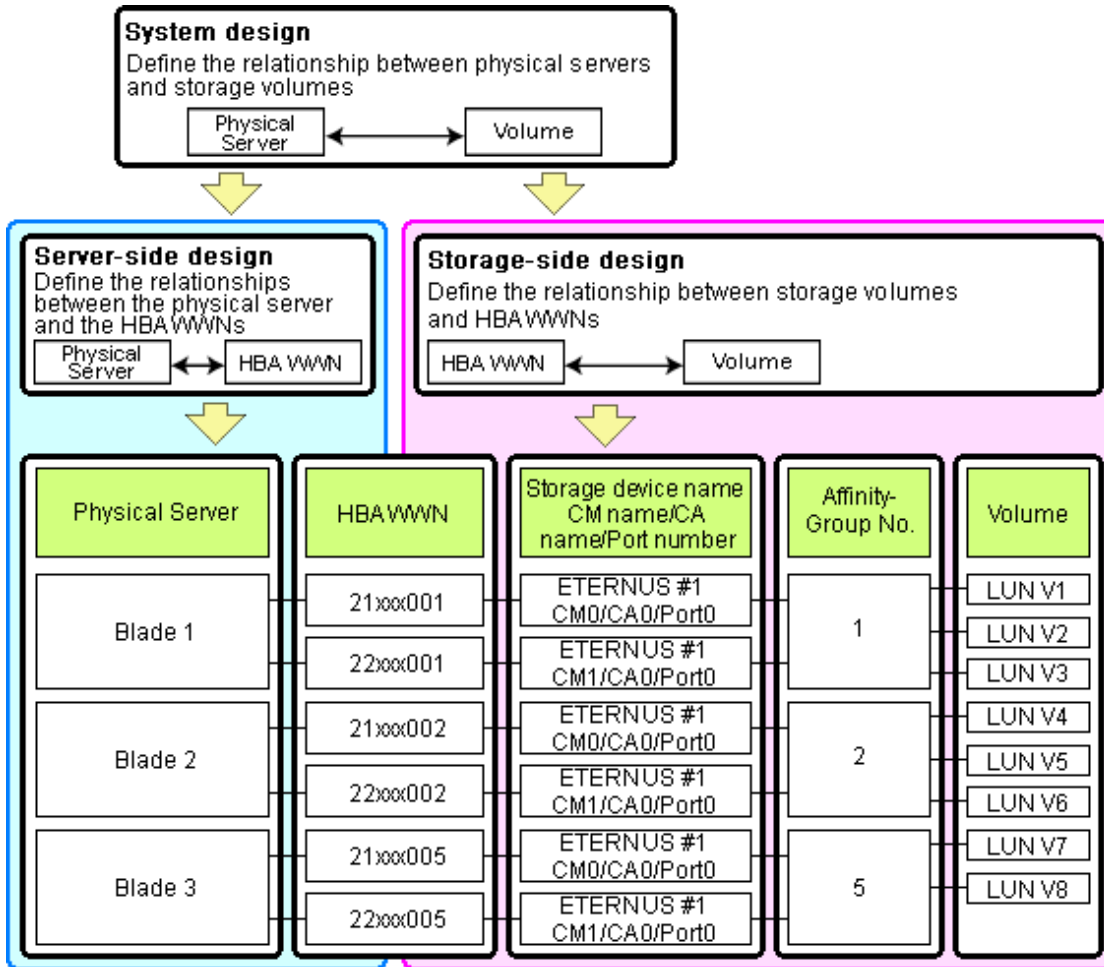 System design
Define the relationship between physical servers
and storage volumes
Physical
Server
Volume
Server-side design
Define the relationships
between the physical server
and the HBAWWNs
Physical
Server
HBA WWN
Storage-side design
Define the relationship between storage volumes
and HBAWWNs
HBA WWN
Volume
Physical Server
HBAWWN
Storage device name
CM name/CA
name/Port number
Affinity-
Group No.
Volume
Blade 1
21xxx001
ETERNUS #1
CM0/CA0/Port0
22xxx001
ETERNUS #1
CM1/CA0/Port0
1
LUN V1
LUN V2
LUN V3
Blade 2
21xxx002
ETERNUS #1
CM0/CA0/Port0
22xxx002
ETERNUS #1
CM1/CA0/Port0
2
LUN V4
LUN V5
LUN V6
Blade 3
21xxx005
ETERNUS #1
CM0/CA0/Port0
22xxx005
ETERNUS #1
CM1/CA0/Port0
5
LUN V7
LUN V8